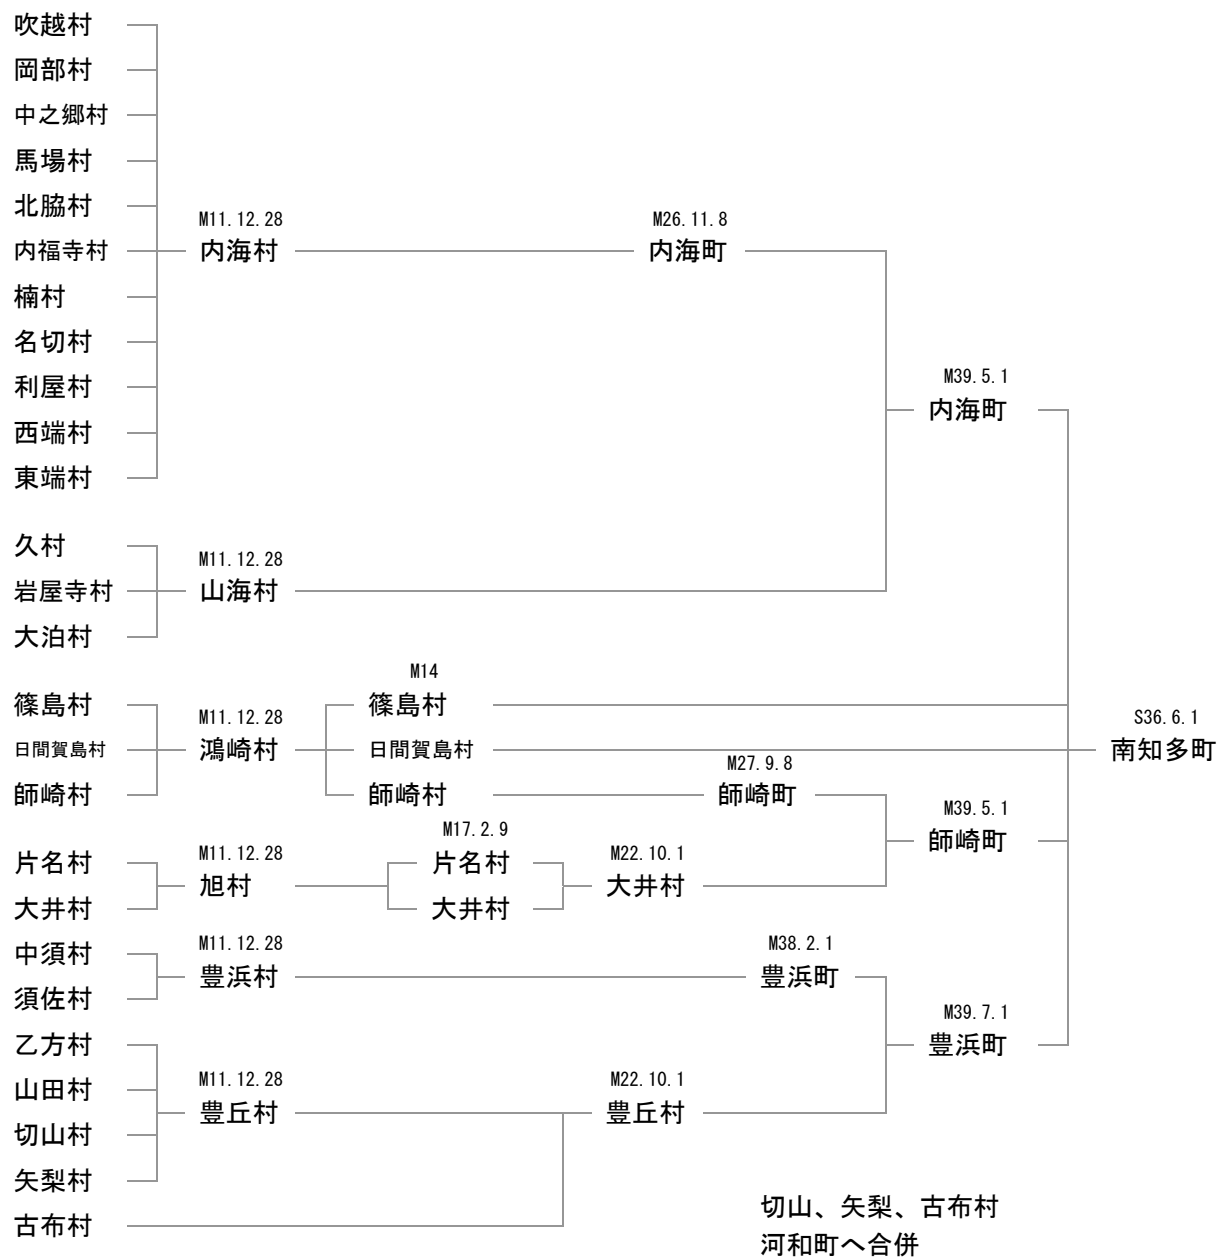 吹越村
岡部村
中之郷村
馬場村
北脇村
M11.12.28
M26.11.8
内福寺村
内海村
内海町
楠村
名切村
M39.5.1
利屋村
内海町
西端村
東端村
久村
M11.12.28
岩屋寺村
山海村
大泊村
M14
篠島村
M11.12.28
篠島村
S36.6.1
日間賀島村
鴻崎村
日間賀島村
南知多町
M27.9.8
師崎村
師崎村
師崎町
M39.5.1
師崎町
M17.2.9
片名村
M11.12.28
片名村
M22.10.1
旭村
大井村
大井村
大井村
中須村
M11.12.28
M38.2.1
豊浜村
豊浜町
須佐村
M39.7.1
乙方村
豊浜町
山田村
M11.12.28
M22.10.1
豊丘村
豊丘村
切山村
矢梨村
古布村
切山、矢梨、古布村
河和町へ合併